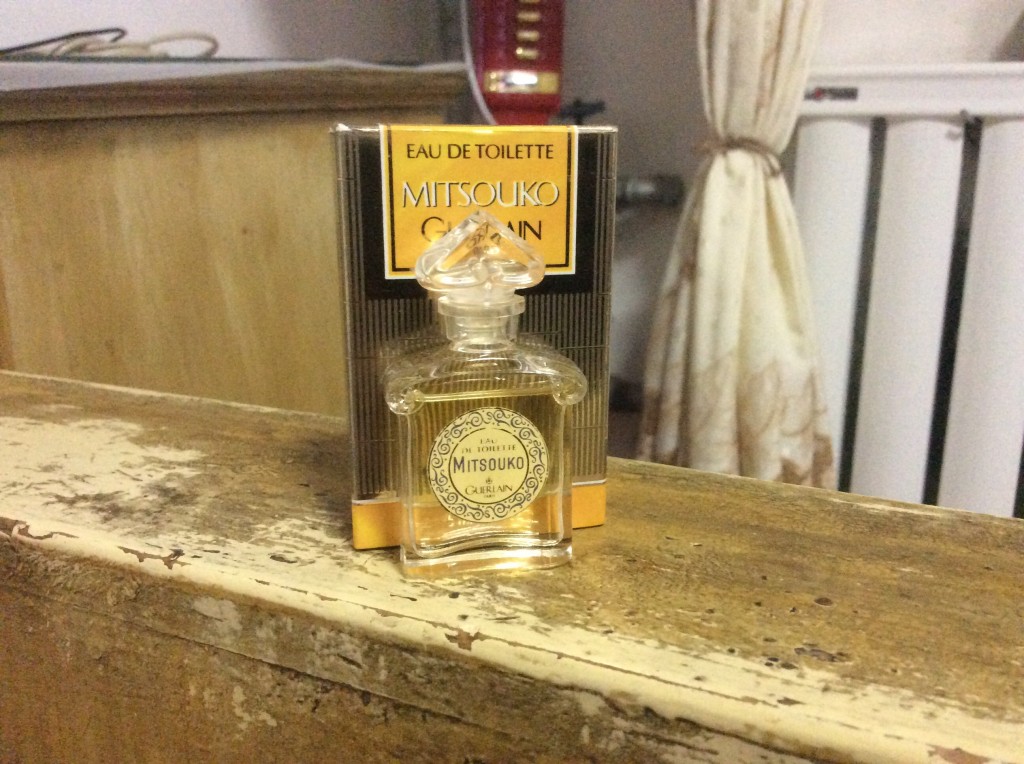 EAU DE TOILETTE
MITSOUKO
EAU
DE TOILETTE
MITSOUKO
GUERLAIN